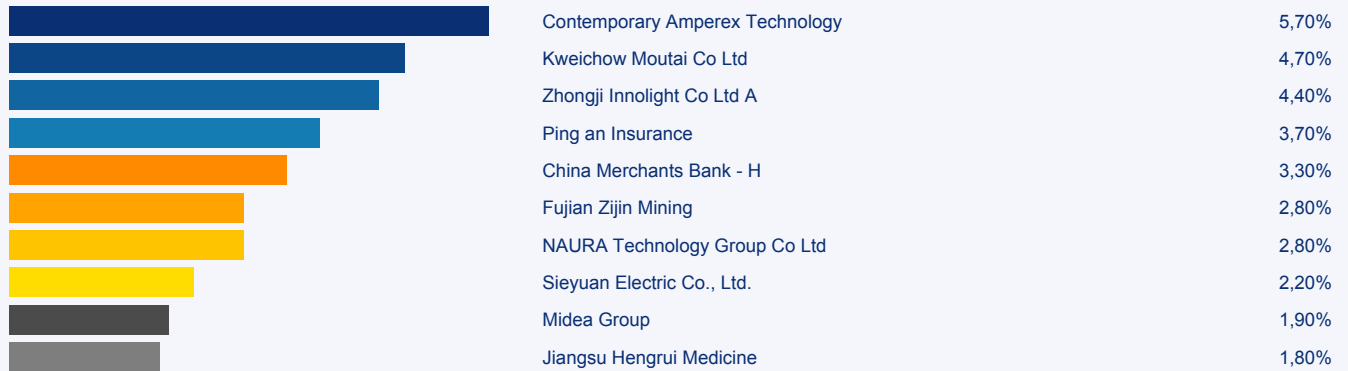 Contemporary Amperex Technology 5,70%
Kweichow Moutai Co Ltd 4,70%
Zhongji Innolight Co Ltd A 4,40%
Ping an Insurance 3,70%
China Merchants Bank - H 3,30%
Fujian Zijin Mining 2,80%
NAURA Technology Group Co Ltd 2,80%
Sieyuan Electric Co., Ltd. 2,20%
Midea Group 1,90%
Jiangsu Hengrui Medicine 1,80%